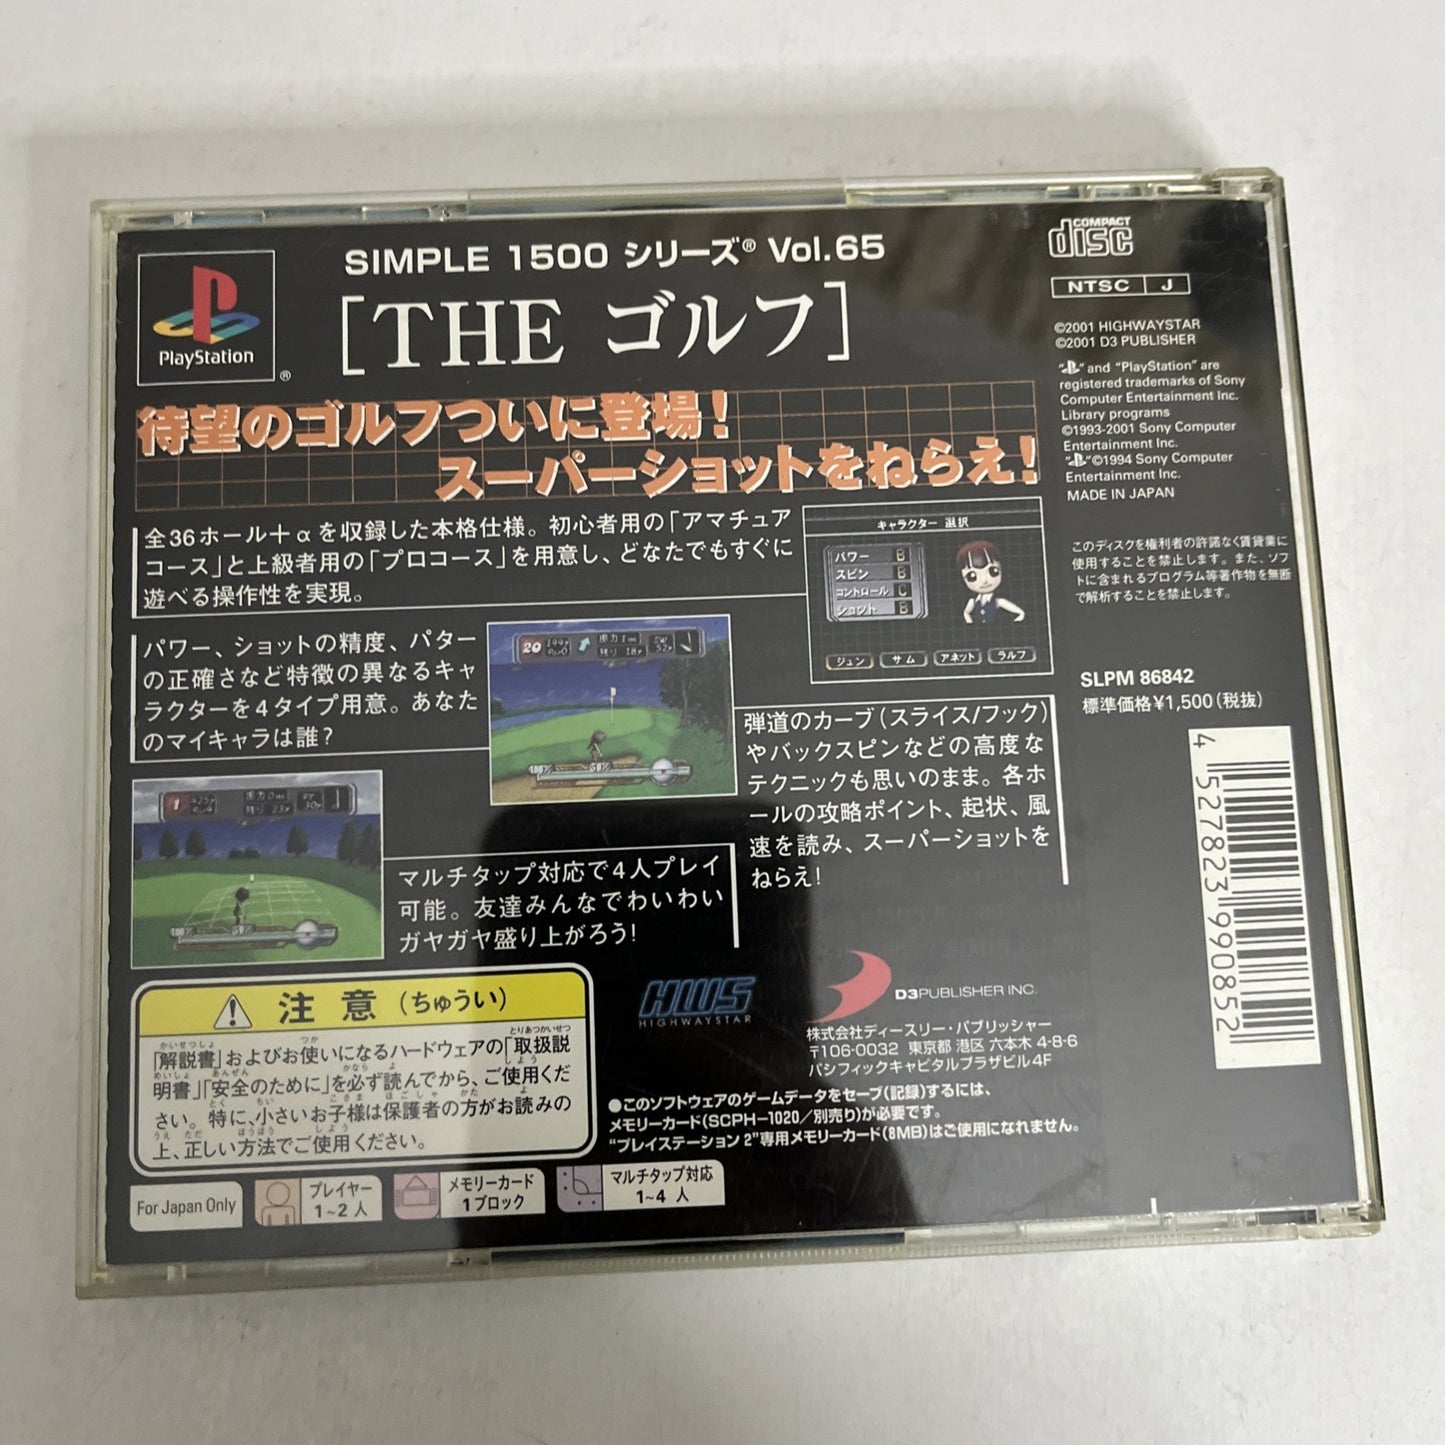 SIMPLE 1500 シリーズ® Vol.65
[THE ゴルフ]
PlayStation
®
待望のゴルフついに登場!
スーパーショットをねらえ!
全36ホール+αを収録した本格仕様。初心者用の「アマチュア
コース」と上級者用の「プロコース」を用意し、どなたでもすぐに
遊べる操作性を実現。
キャラクター 選択
パワー B
スピン B
コントロール C
ショット B
ジュン サム アネット ラルフ
パワー、ショットの精度、パター
の正確さなど特徴の異なるキャ
ラクターを4タイプ用意。あなた
のマイキャラは誰?
弾道のカーブ(スライス/フック)
やバックスピンなどの高度な
テクニックも思いのまま。各ホ
ールの攻略ポイント、起状、風
速を読み、スーパーショットを
ねらえ!
マルチタップ対応で4人プレイ
可能。友達みんなでわいわい
ガヤガヤ盛り上がろう!
注意(ちゅうい)
「解説書」およびお使いになるハードウェアの「取扱説
明書」「安全のために」を必ず読んでから、ご使用くだ
さい。特に、小さいお子様は保護者の方がお読みの
上、正しい方法でご使用ください。
For Japan Only
プレイヤー
1~2 人
メモリーカード
1ブロック
マルチタップ対応
1~4 人
HWS
HIGHWAYSTAR
D3PUBLISHER INC.
株式会社ディースリー・パブリッシャー
〒106-0032 東京都 港区 六本木 4-8-6
パシフィックキャピタルプラザビル4F
●このソフトウェアのゲームデータをセーブ(記録)するには、
メモリーカード(SCPH-1020/別売り)が必要です。
"プレイステーション 2"専用メモリーカード(8MB)はご使用になれません。
COMPACT
disc
NTSC J
©2001 HIGHWAYSTAR
©2001 D3 PUBLISHER
" " and "PlayStation" are
registered trademarks of Sony
Computer Entertainment Inc.
Library programs
©1993-2001 Sony Computer
Entertainment Inc.
" " ©1994 Sony Computer
Entertainment Inc.
MADE IN JAPAN
このディスクを権利者の許諾なく賃貸業に
使用することを禁止します。また、ソフ
トに含まれるプログラム等著作物を無断
で解析することを禁止します。
SLPM 86842
標準価格¥1,500(税抜)
4 527823 990852